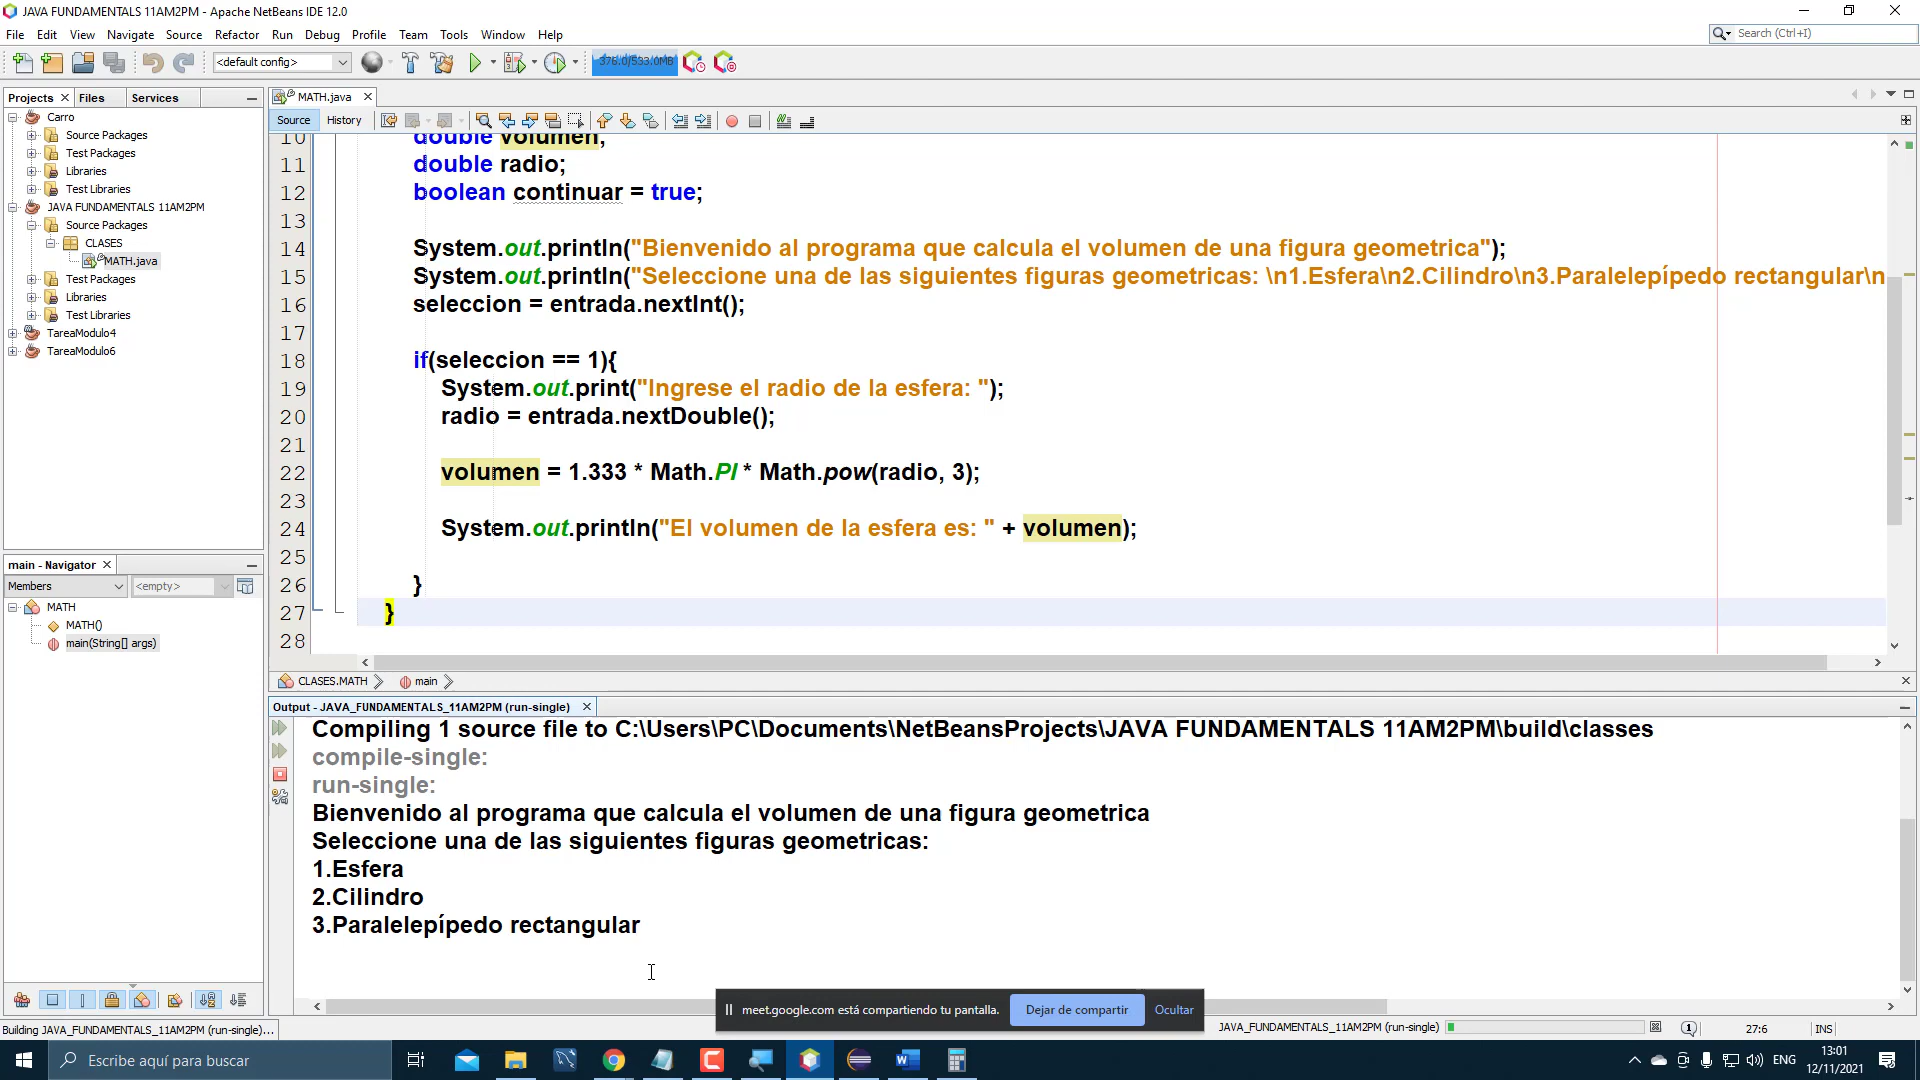 JAVA FUNDAMENTALS 11AM2PM - Apache NetBeans IDE 12.0
File Edit View Navigate Source Refactor Run Debug Profile Team Tools Window Help
Search (Ctrl+I)
<default config>
376.0/533.0MB
Projects Files Services
MATH.java
Source History
Carro
Source Packages
Test Packages
Libraries
Test Libraries
JAVA FUNDAMENTALS 11AM2PM
Source Packages
CLASES
MATH.java
Test Packages
Libraries
Test Libraries
TareaModulo4
TareaModulo6
10 double volumen;
11 double radio;
12 boolean continuar = true;
13
14 System.out.println("Bienvenido al programa que calcula el volumen de una figura geometrica");
15 System.out.println("Seleccione una de las siguientes figuras geometricas: \n1.Esfera\n2.Cilindro\n3.Paralelepípedo rectangular\n
16 seleccion = entrada.nextInt();
17
18 if(seleccion == 1){
19 System.out.print("Ingrese el radio de la esfera: ");
20 radio = entrada.nextDouble();
21
22 volumen = 1.333 * Math.PI * Math.pow(radio, 3);
23
24 System.out.println("El volumen de la esfera es: " + volumen);
25
26 }
27 }
28
CLASES.MATH main
main - Navigator
Members <empty>
MATH
MATH()
main(String[] args)
Output - JAVA_FUNDAMENTALS_11AM2PM (run-single)
Compiling 1 source file to C:\Users\PC\Documents\NetBeansProjects\JAVA FUNDAMENTALS 11AM2PM\build\classes
compile-single:
run-single:
Bienvenido al programa que calcula el volumen de una figura geometrica
Seleccione una de las siguientes figuras geometricas:
1.Esfera
2.Cilindro
3.Paralelepípedo rectangular
meet.google.com está compartiendo tu pantalla. Dejar de compartir Ocultar
Building JAVA_FUNDAMENTALS_11AM2PM (run-single)...
JAVA_FUNDAMENTALS_11AM2PM (run-single)
27:6 INS
Escribe aquí para buscar
ENG
13:01
12/11/2021